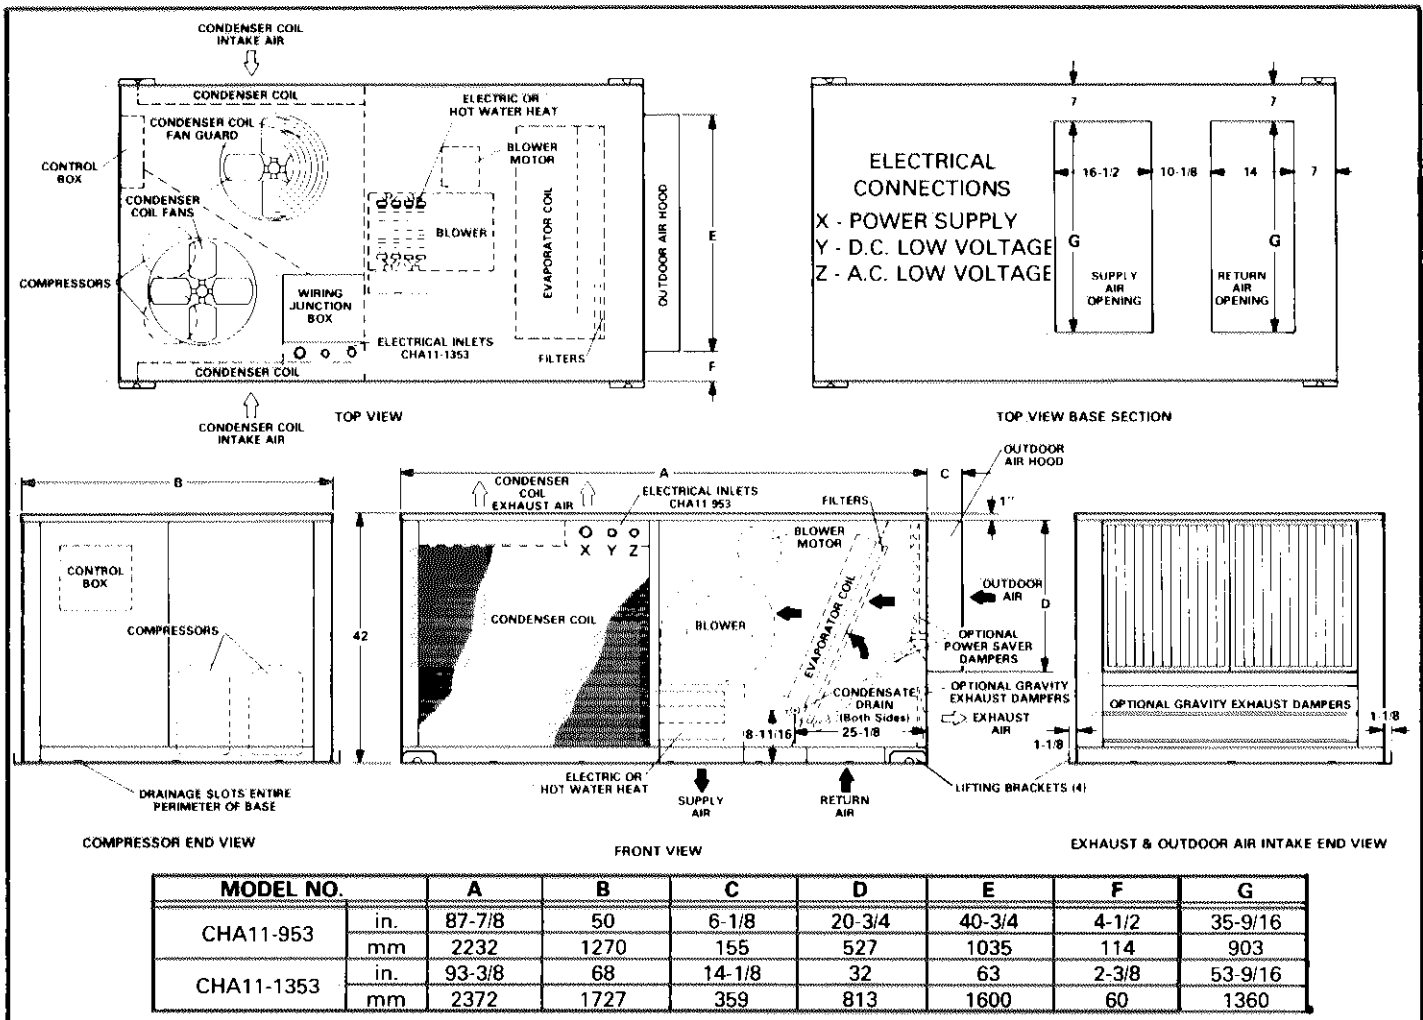 CONDENSER COIL
INTAKE AIR
CONDENSER COIL
ELECTRIC OR
HOT WATER HEAT
CONDENSER COIL
FAN GUARD
BLOWER
MOTOR
CONTROL
BOX
CONDENSER
COIL FANS
BLOWER
EVAPORATOR COIL
OUTDOOR AIR HOOD
E
COMPRESSORS
WIRING
JUNCTION
BOX
ELECTRICAL INLETS
CHA11-1353
FILTERS
F
CONDENSER COIL
CONDENSER COIL
INTAKE AIR
TOP VIEW
7
7
ELECTRICAL
CONNECTIONS
X - POWER SUPPLY
Y - D.C. LOW VOLTAGE
Z - A.C. LOW VOLTAGE
16-1/2
10-1/8
14
7
G
G
SUPPLY
AIR
OPENING
RETURN
AIR
OPENING
TOP VIEW BASE SECTION
B
CONTROL
BOX
COMPRESSORS
42
DRAINAGE SLOTS ENTIRE
PERIMETER OF BASE
COMPRESSOR END VIEW
A
C
OUTDOOR
AIR HOOD
CONDENSER
COIL
EXHAUST AIR
ELECTRICAL INLETS
CHA11 953
FILTERS
1"
X Y Z
BLOWER
MOTOR
CONDENSER COIL
BLOWER
EVAPORATOR COIL
OUTDOOR
AIR
D
OPTIONAL
POWER SAVER
DAMPERS
CONDENSATE
DRAIN
(Both Sides)
OPTIONAL GRAVITY
EXHAUST DAMPERS
EXHAUST
AIR
8-11/16
25-1/8
ELECTRIC OR
HOT WATER HEAT
SUPPLY
AIR
RETURN
AIR
LIFTING BRACKETS (4)
FRONT VIEW
OPTIONAL GRAVITY EXHAUST DAMPERS
1-1/8
1-1/8
EXHAUST & OUTDOOR AIR INTAKE END VIEW
MODEL NO. A B C D E F G
CHA11-953 in. 87-7/8 50 6-1/8 20-3/4 40-3/4 4-1/2 35-9/16
mm 2232 1270 155 527 1035 114 903
CHA11-1353 in. 93-3/8 68 14-1/8 32 63 2-3/8 53-9/16
mm 2372 1727 359 813 1600 60 1360